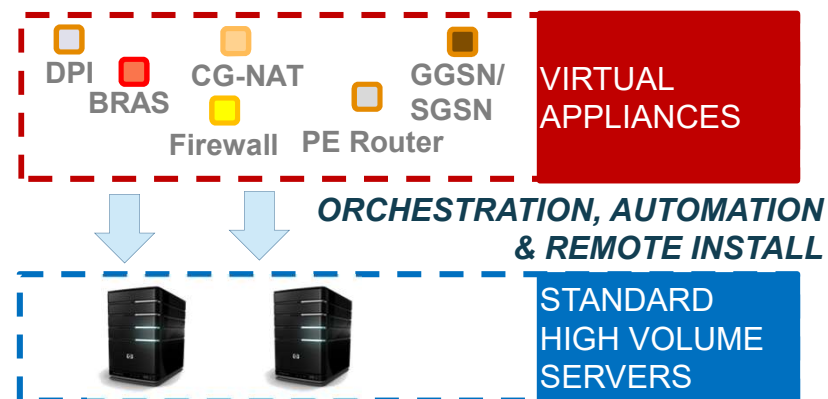 DPI
BRAS
CG-NAT
Firewall
PE Router
GGSN/
SGSN
VIRTUAL
APPLIANCES
ORCHESTRATION, AUTOMATION
& REMOTE INSTALL
STANDARD
HIGH VOLUME
SERVERS